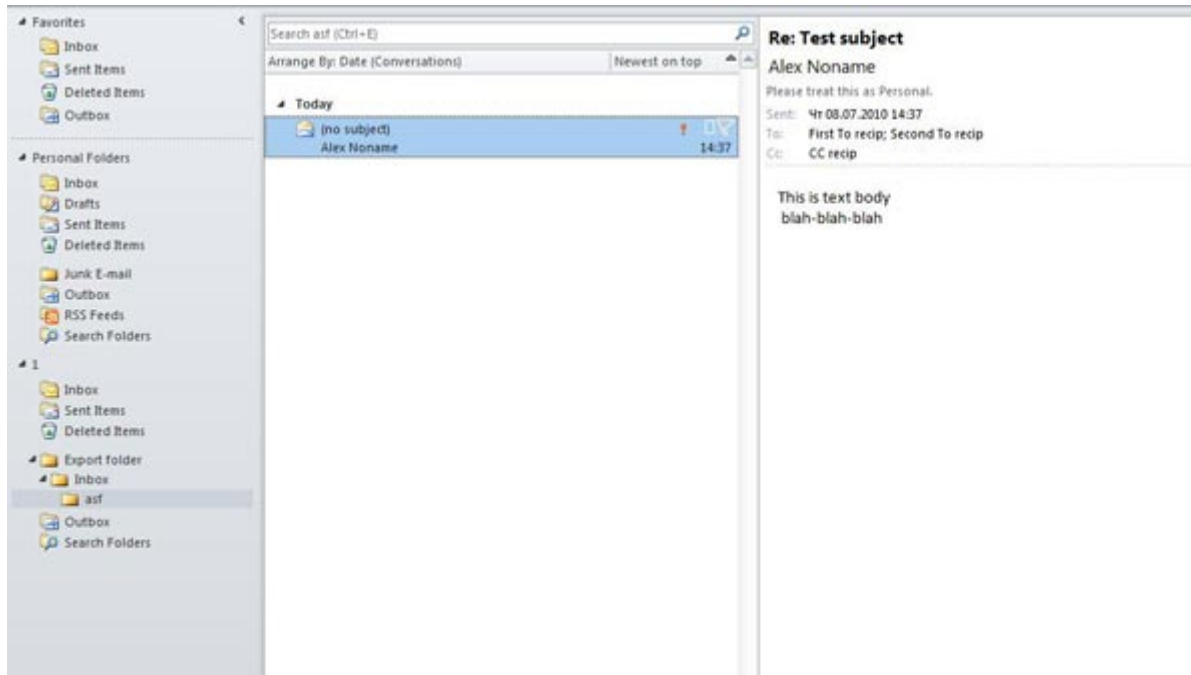 Favorites
Inbox
Sent Items
Deleted Items
Outbox
Personal Folders
Inbox
Drafts
Sent Items
Deleted Items
Junk E-mail
Outbox
RSS Feeds
Search Folders
1
Inbox
Sent Items
Deleted Items
Export folder
Inbox
asf
Outbox
Search Folders
Search asf (Ctrl+E)
Arrange By: Date (Conversations) Newest on top
Today
(no subject)
Alex Noname 14:37
Re: Test subject
Alex Noname
Please treat this as Personal.
Sent: Чт 08.07.2010 14:37
To: First To recip; Second To recip
Cc: CC recip
This is text body
blah-blah-blah